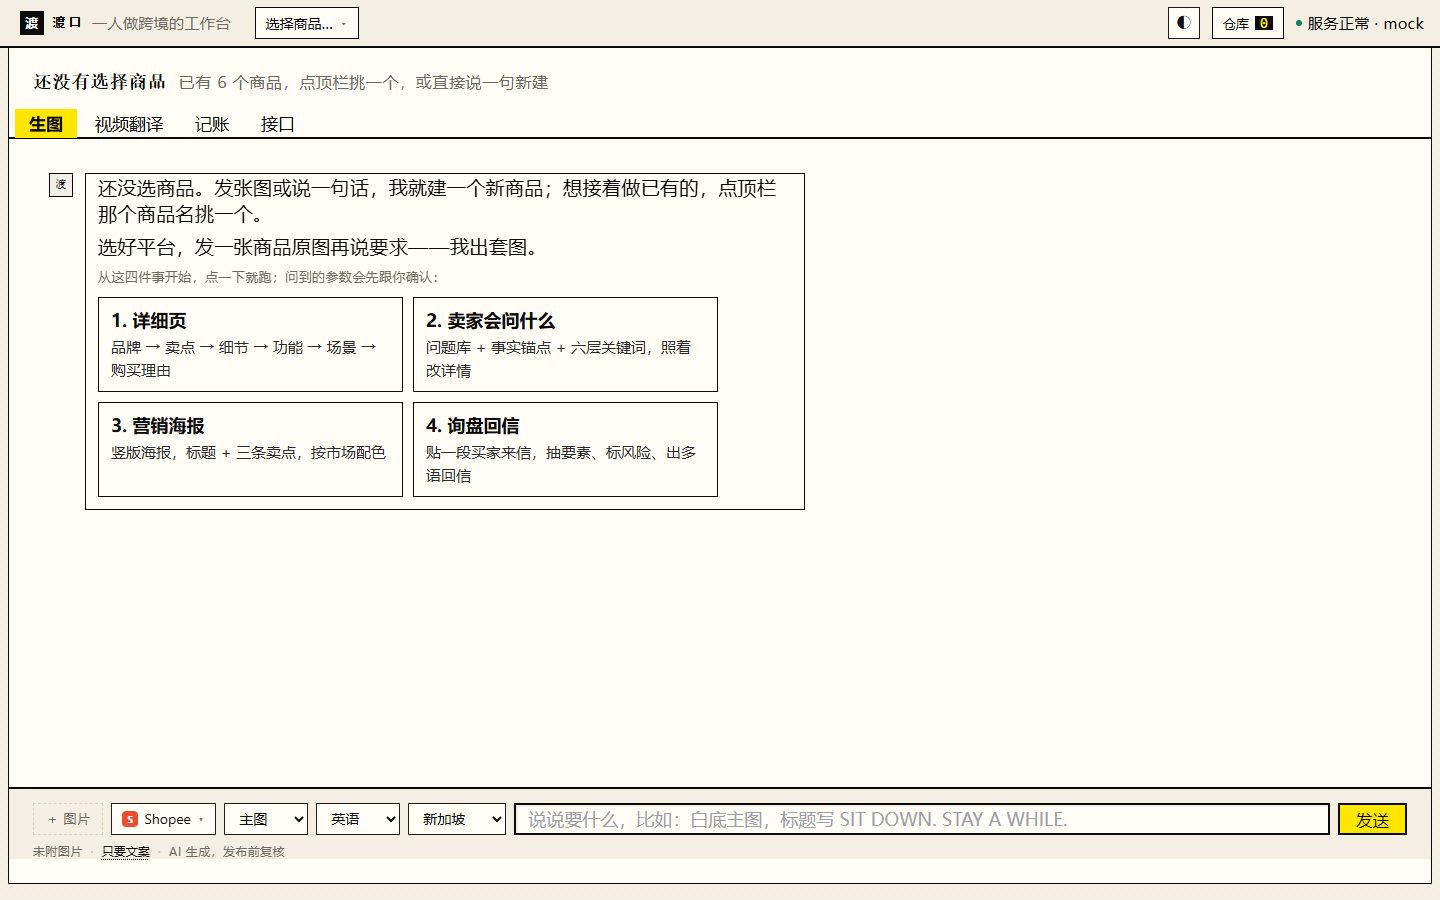 渡 渡口 一人做跨境的工作台 选择商品... 仓库 0 服务正常 · mock
还没有选择商品 已有 6 个商品，点顶栏挑一个，或直接说一句新建
生图 视频翻译 记账 接口
渡 还没选商品。发张图或说一句话，我就建一个新商品；想接着做已有的，点顶栏
那个商品名挑一个。
选好平台，发一张商品原图再说要求——我出套图。
从这四件事开始，点一下就跑；问到的参数会先跟你确认：
1. 详细页
品牌 → 卖点 → 细节 → 功能 → 场景 →
购买理由
2. 卖家会问什么
问题库 + 事实锚点 + 六层关键词，照着
改详情
3. 营销海报
竖版海报，标题 + 三条卖点，按市场配色
4. 询盘回信
贴一段买家来信，抽要素、标风险、出多
语回信
+ 图片 S Shopee 主图 英语 新加坡 说说要什么，比如：白底主图，标题写 SIT DOWN. STAY A WHILE. 发送
未附图片 · 只要文案 · AI 生成，发布前复核